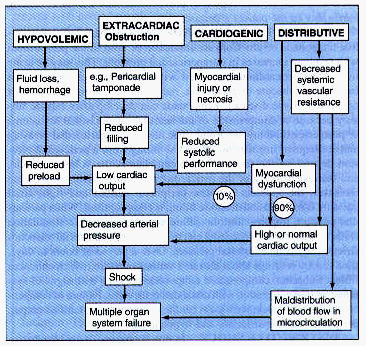 HYPOVOLEMIC
EXTRACARDIAC
Obstruction
CARDIOGENIC
DISTRIBUTIVE
Fluid loss,
hemorrhage
e.g., Pericardial
tamponade
Myocardial
injury or
necrosis
Decreased
systemic
vascular
resistance
Reduced
filling
Reduced
systolic
performance
Reduced
preload
Low cardiac
output
Myocardial
dysfunction
10%
90%
Decreased arterial
pressure
High or normal
cardiac output
Shock
Multiple organ
system failure
Maldistribution
of blood flow in
microcirculation